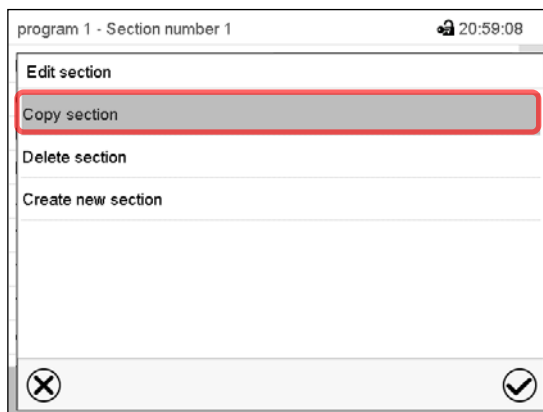 program 1 - Section number 1 20:59:08
Edit section
Copy section
Delete section
Create new section